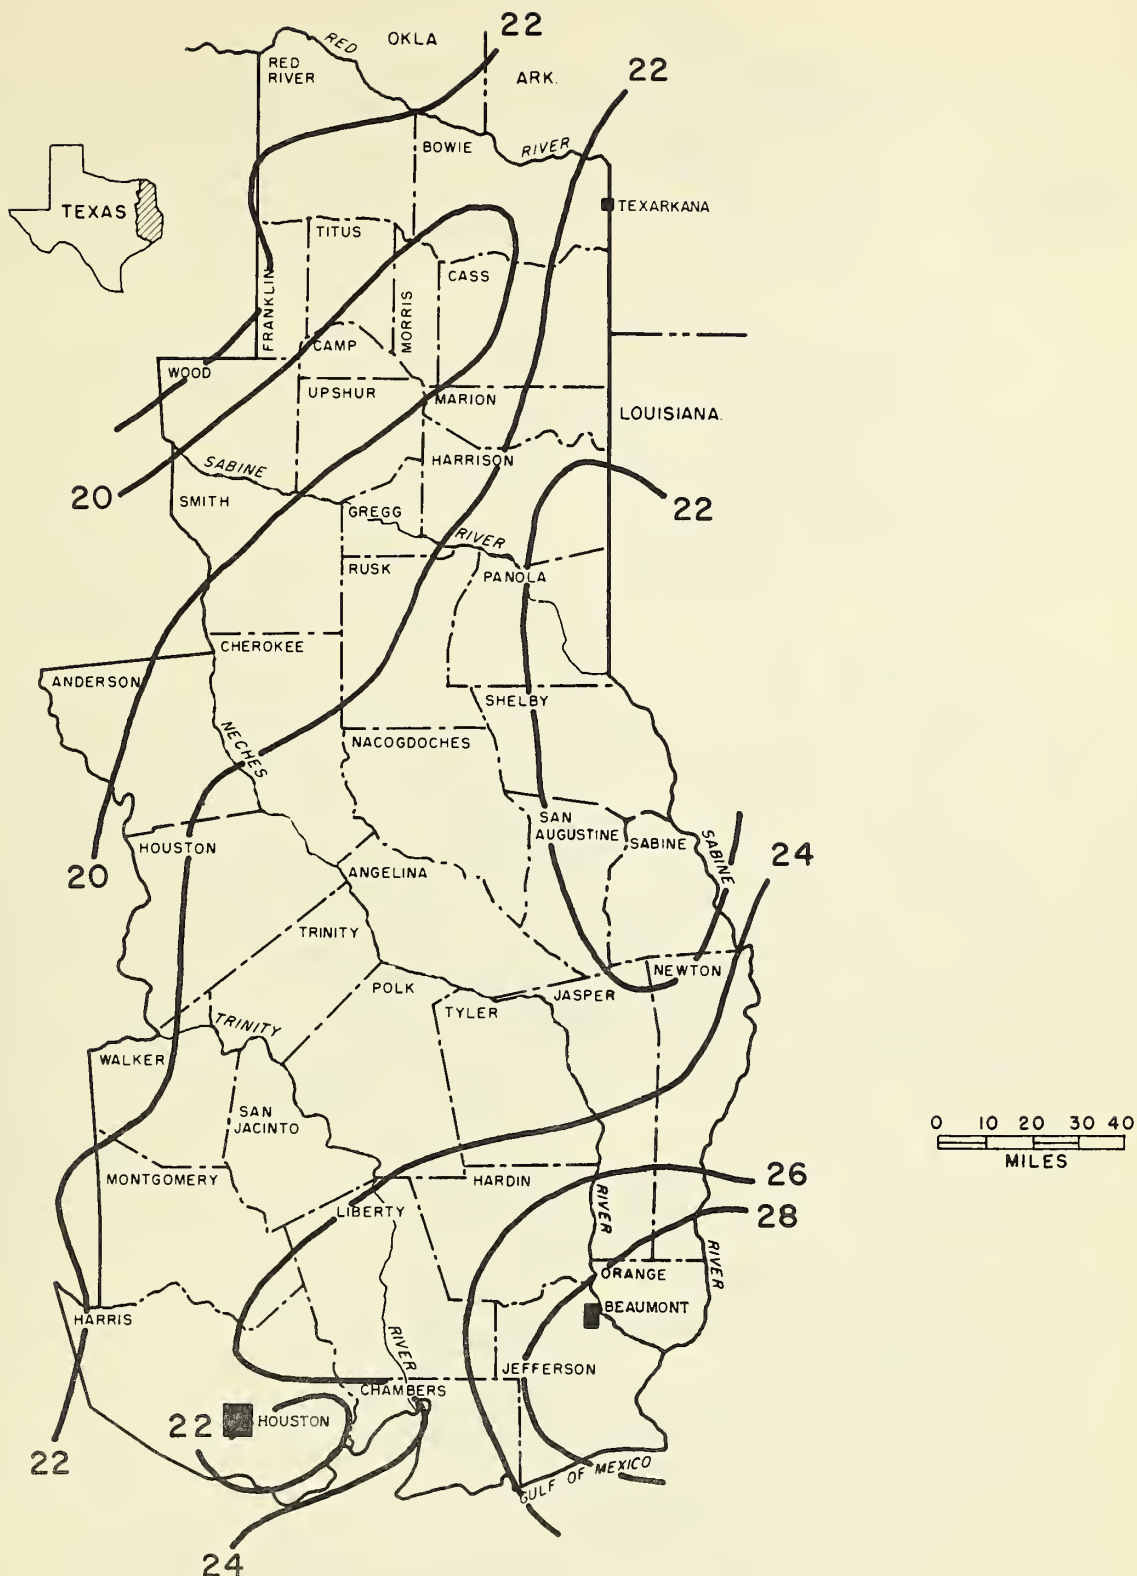 22
OKLA
RED
RED
RIVER
ARK.
22
BOWIE
RIVER
TEXAS
TEXARKANA
TITUS
CASS
FRANKLIN
MORRIS
CAMP
WOOD
UPSHUR
MARION
LOUISIANA.
SABINE
HARRISON
20
SMITH
GREGG
22
RIVER
RUSK
PANOLA
CHEROKEE
ANDERSON
SHELBY
NECHES
NACOGDOCHES
SAN
AUGUSTINE
SABINE
SABINE
24
HOUSTON
20
ANGELINA
TRINITY
NEWTON
POLK
JASPER
TYLER
TRINITY
WALKER
SAN
JACINTO
0 10 20 30 40
MILES
MONTGOMERY
HARDIN
26
LIBERTY
RIVER
28
RIVER
ORANGE
BEAUMONT
HARRIS
RIVER
JEFFERSON
CHAMBERS
22
HOUSTON
22
GULF OF MEXICO
24